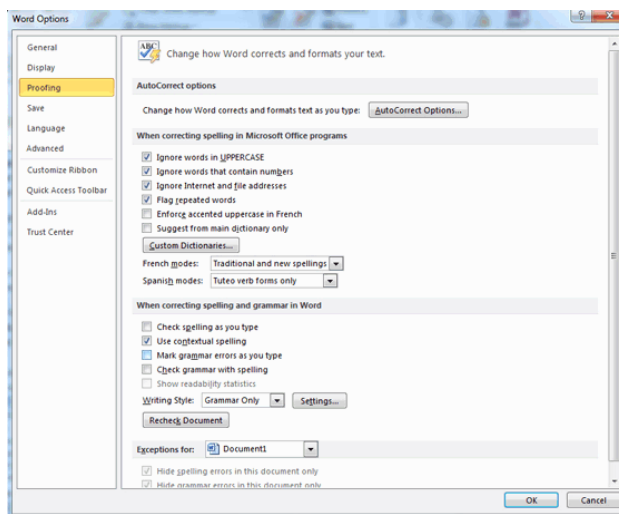 Word Options
General
Display
Proofing
Save
Language
Advanced
Customize Ribbon
Quick Access Toolbar
Add-Ins
Trust Center
ABC
Change how Word corrects and formats your text.
AutoCorrect options
Change how Word corrects and formats text as you type: AutoCorrect Options...
When correcting spelling in Microsoft Office programs
Ignore words in UPPERCASE
Ignore words that contain numbers
Ignore Internet and file addresses
Flag repeated words
Enforce accented uppercase in French
Suggest from main dictionary only
Custom Dictionaries...
French modes: Traditional and new spellings
Spanish modes: Tuteo verb forms only
When correcting spelling and grammar in Word
Check spelling as you type
Use contextual spelling
Mark grammar errors as you type
Check grammar with spelling
Show readability statistics
Writing Style: Grammar Only Settings...
Recheck Document
Exceptions for: Document1
Hide spelling errors in this document only
Hide grammar errors in this document only
OK Cancel